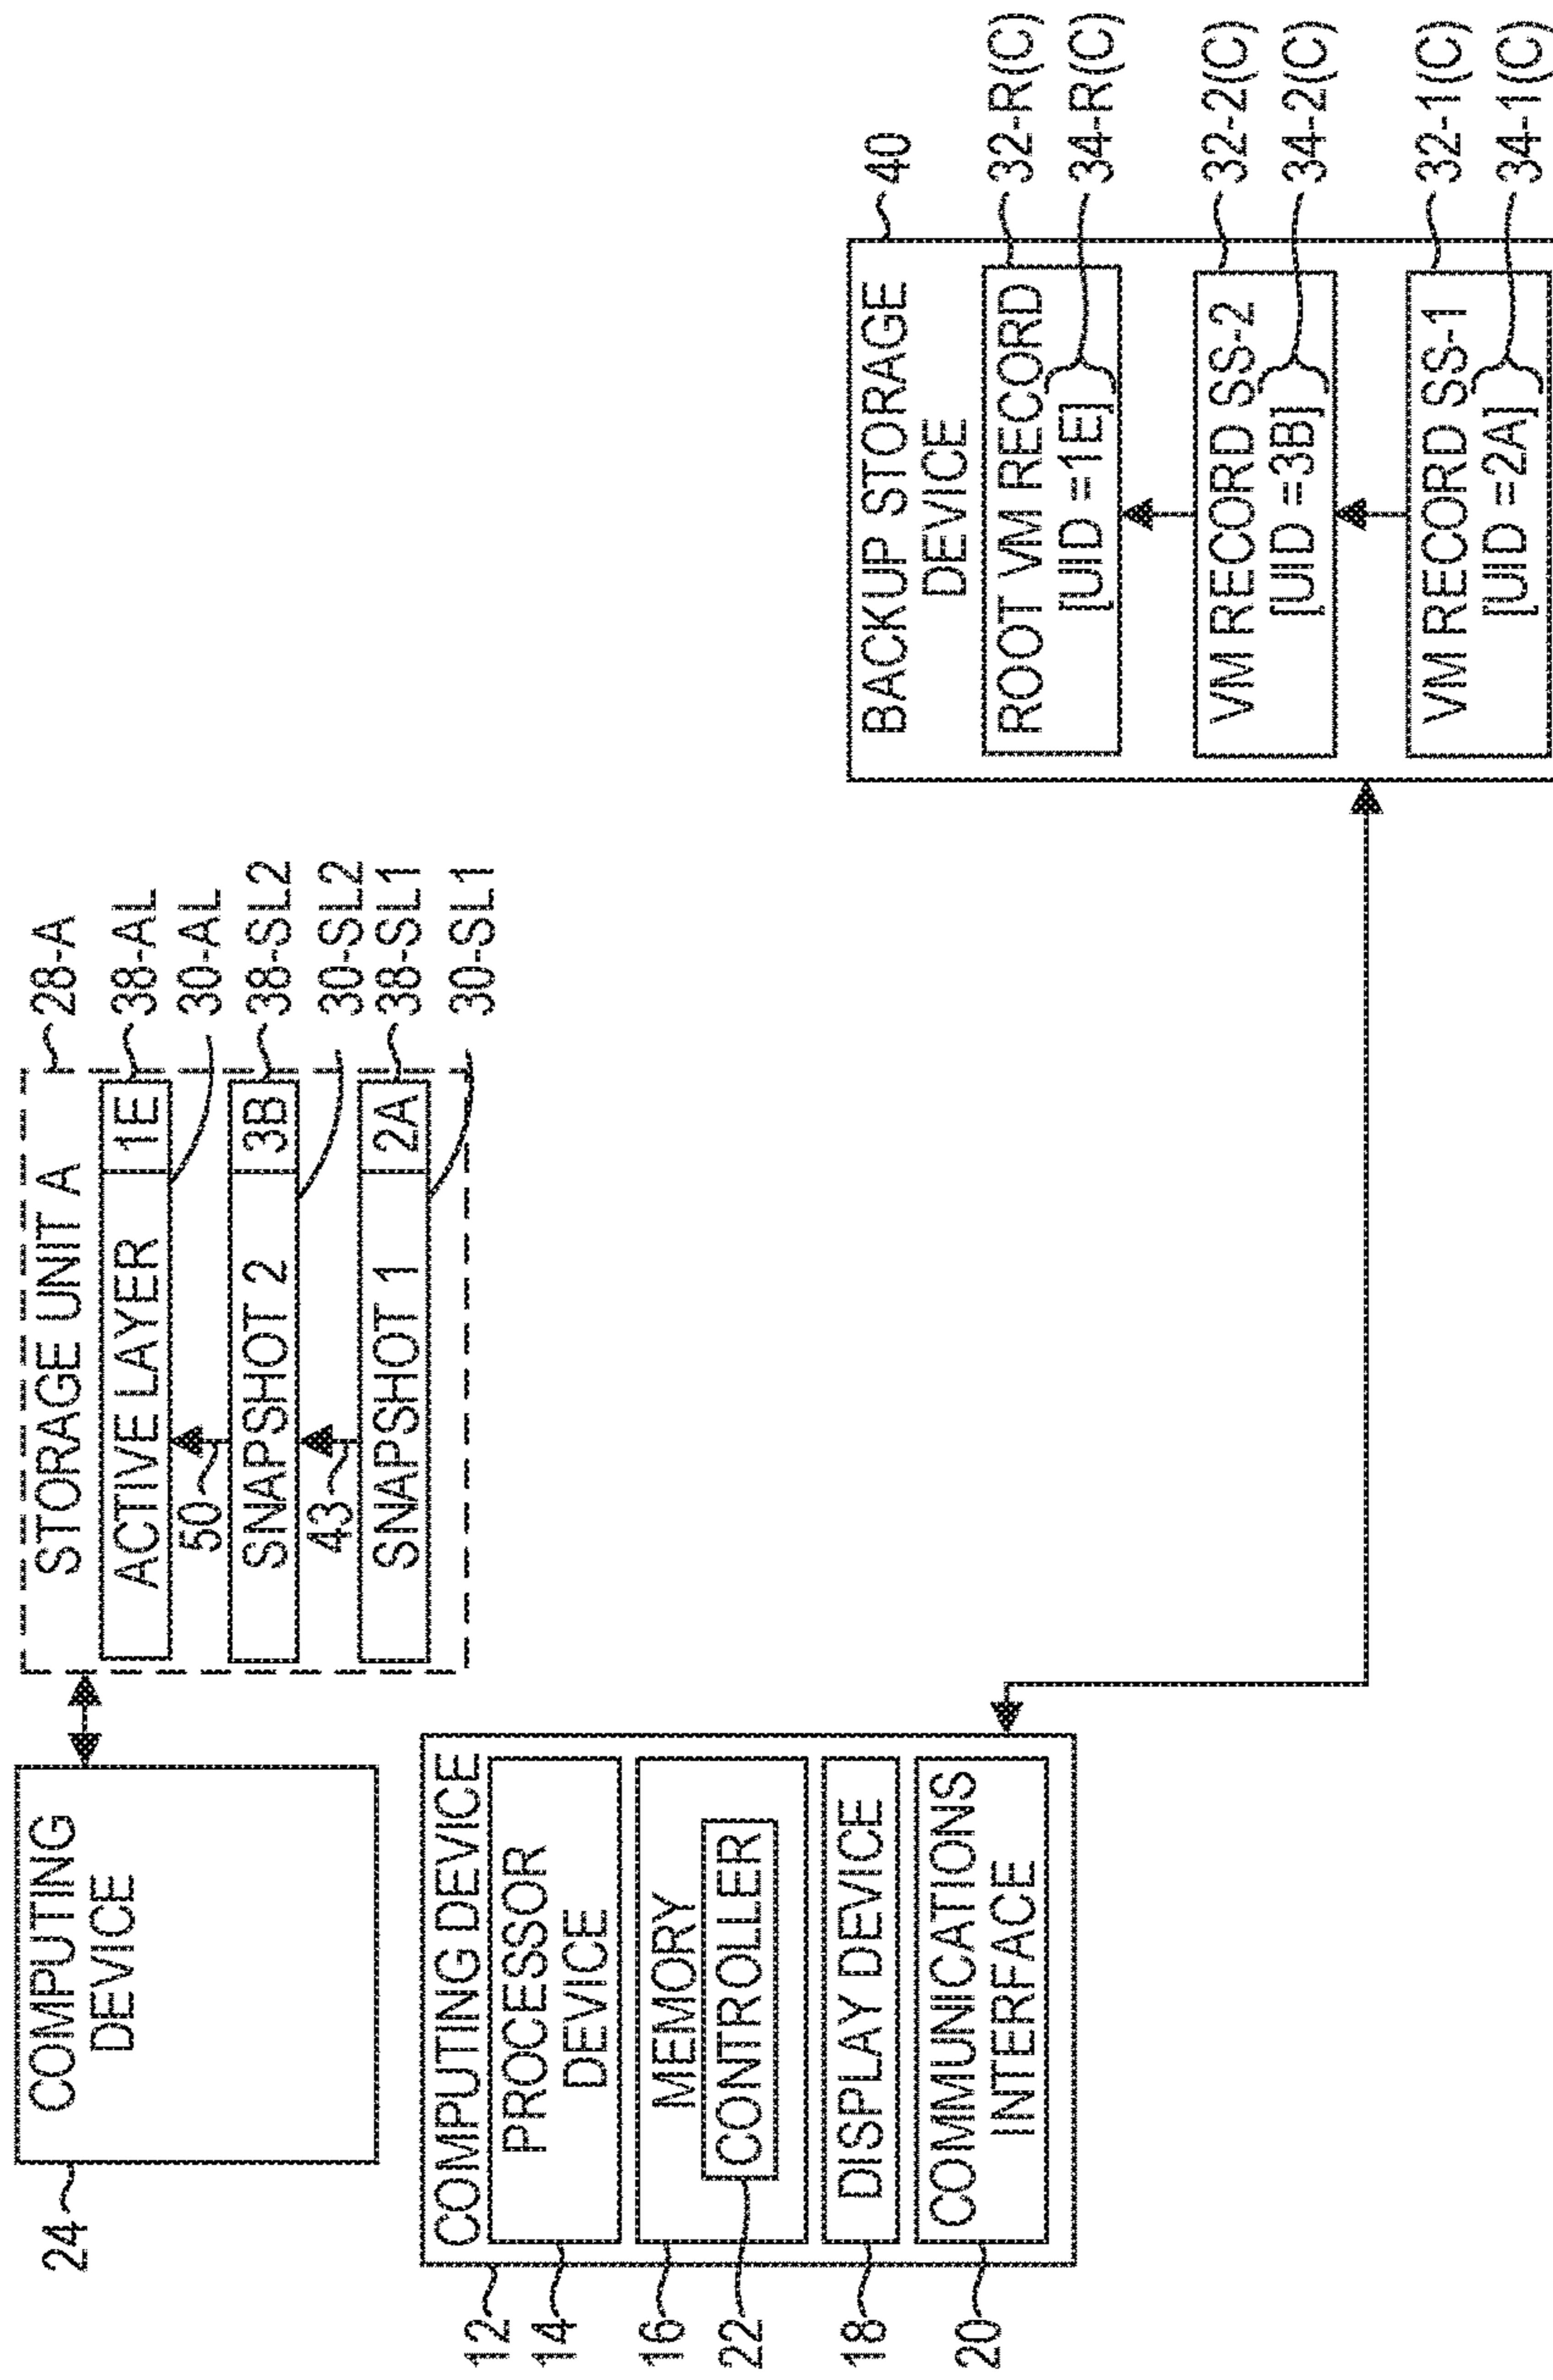 24
COMPUTING
DEVICE
STORAGE UNIT A
28-A
ACTIVE LAYER
1E
38-AL
30-AL
50
SNAPSHOT 2
3B
38-SL2
30-SL2
43
SNAPSHOT 1
2A
38-SL1
30-SL1
12
COMPUTING DEVICE
14
PROCESSOR
DEVICE
16
MEMORY
22
CONTROLLER
18
DISPLAY DEVICE
20
COMMUNICATIONS
INTERFACE
BACKUP STORAGE
DEVICE
40
ROOT VM RECORD
[UID =1E]
32-R(C)
34-R(C)
VM RECORD SS-2
[UID =3B]
32-2(C)
34-2(C)
VM RECORD SS-1
[UID =2A]
32-1(C)
34-1(C)